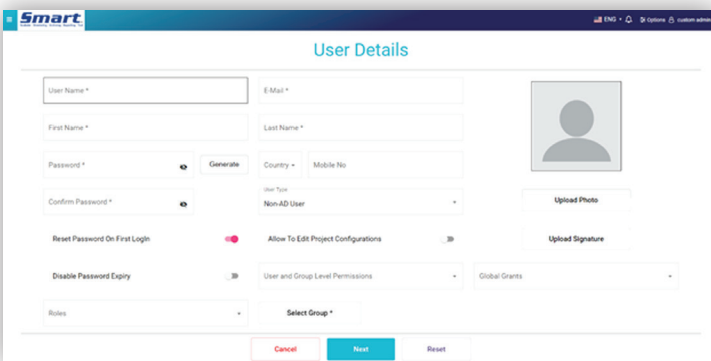 Smart
ENG
Options
custom admin
User Details
User Name *
E-Mail *
First Name *
Last Name *
Password *
Generate
Country
Mobile No
Confirm Password *
User Type
Non-AD User
Upload Photo
Reset Password On First LogIn
Allow To Edit Project Configurations
Upload Signature
Disable Password Expiry
User and Group Level Permissions
Global Grants
Roles
Select Group *
Cancel
Next
Reset